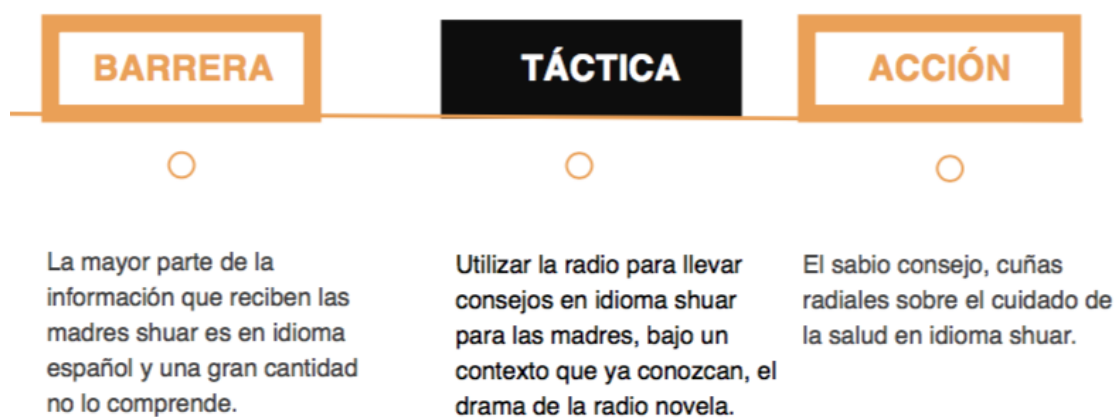 BARRERA
TÁCTICA
ACCIÓN
La mayor parte de la
información que reciben las
madres shuar es en idioma
español y una gran cantidad
no lo comprende.
Utilizar la radio para llevar
consejos en idioma shuar
para las madres, bajo un
contexto que ya conozcan, el
drama de la radio novela.
El sabio consejo, cuñas
radiales sobre el cuidado de
la salud en idioma shuar.